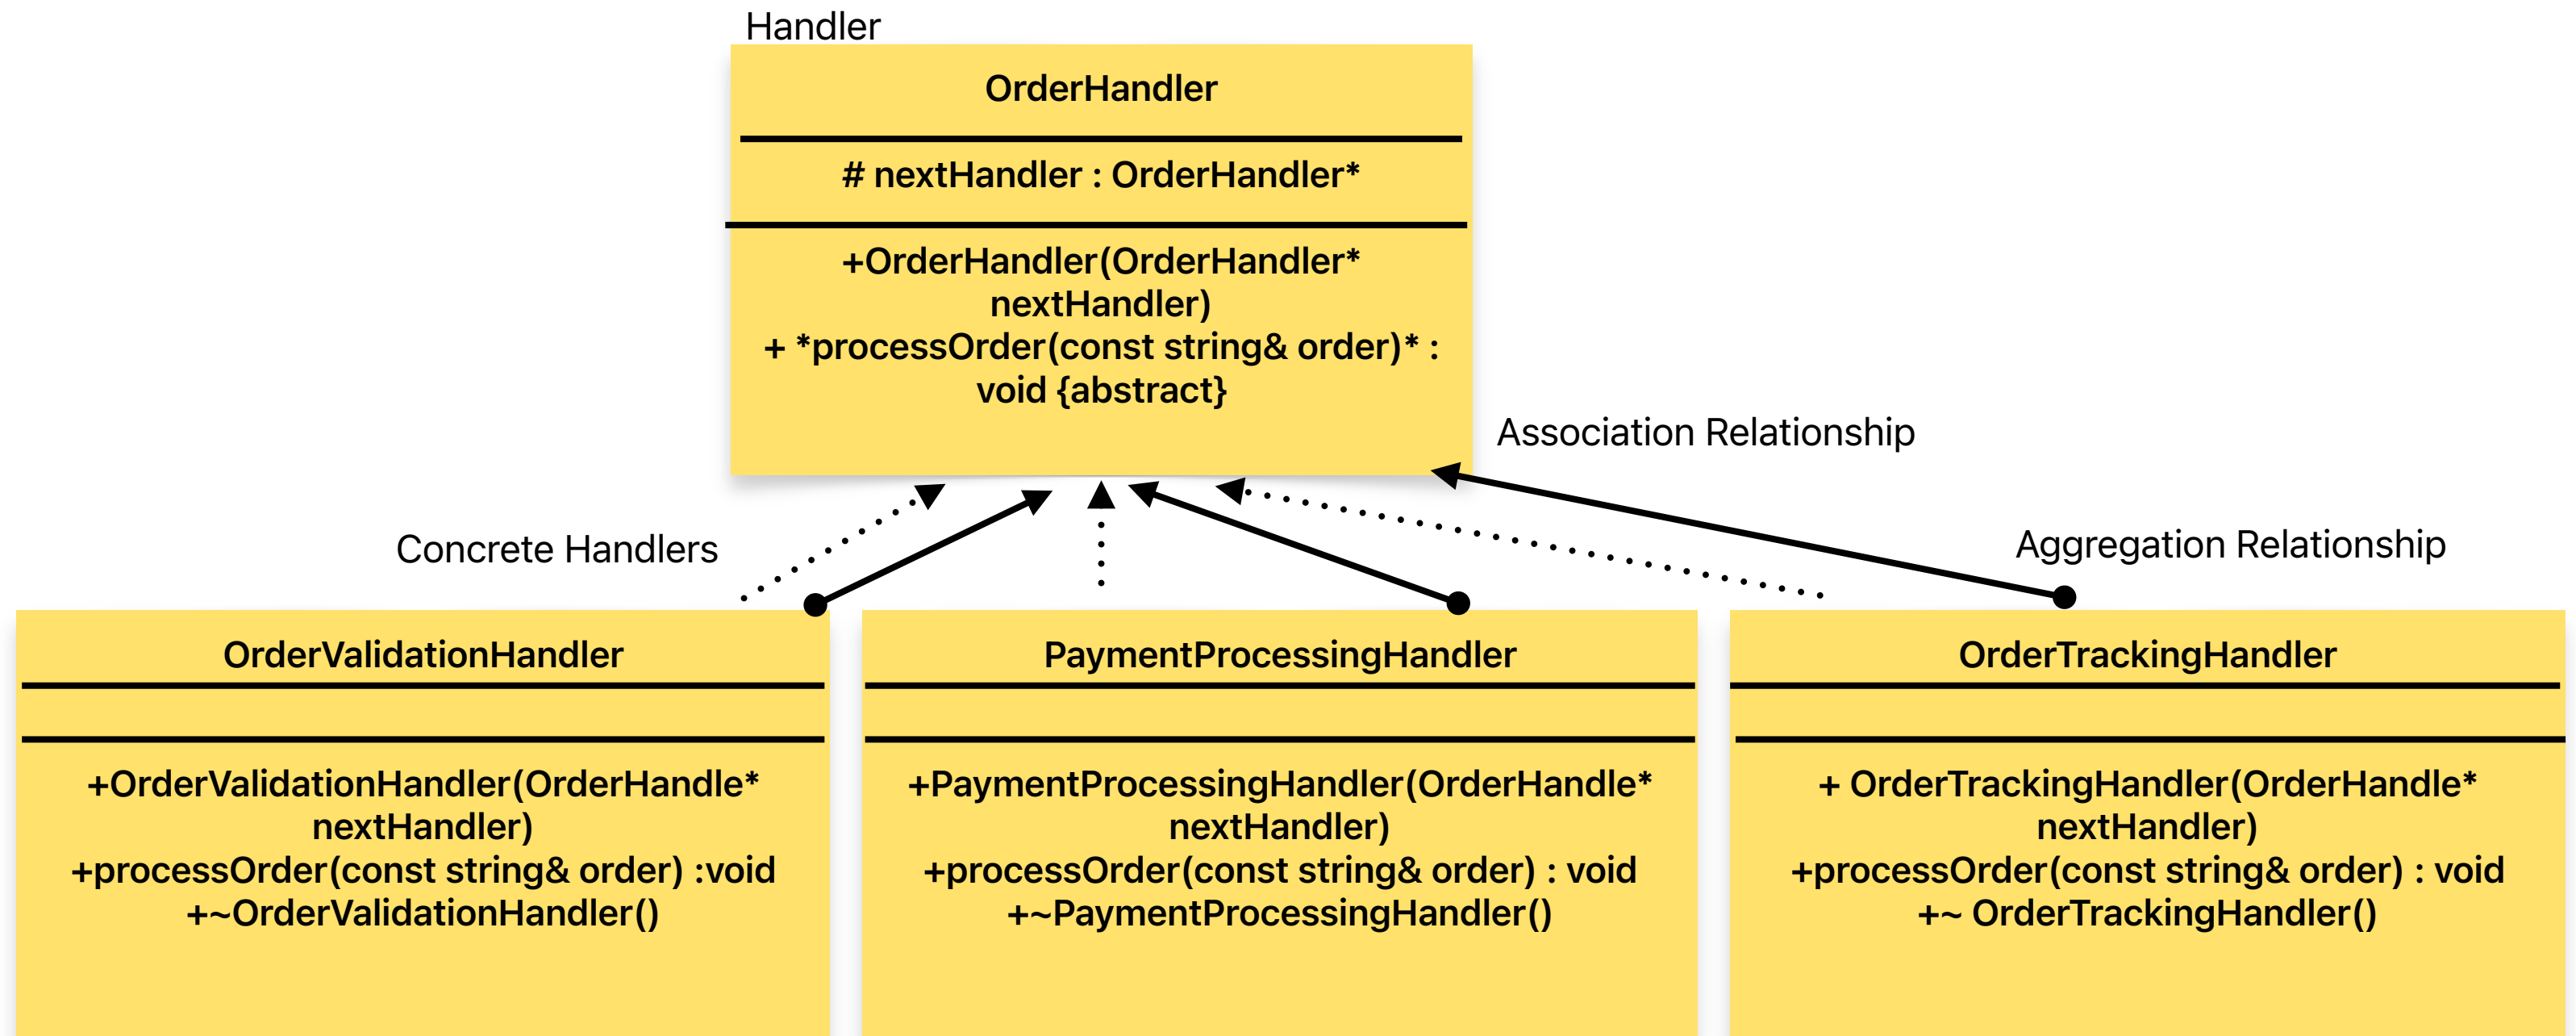 Handler
OrderHandler
# nextHandler : OrderHandler*
+OrderHandler(OrderHandler*
nextHandler)
+ *processOrder(const string& order)* :
void {abstract}
Association Relationship
Concrete Handlers
Aggregation Relationship
OrderValidationHandler
+OrderValidationHandler(OrderHandle*
nextHandler)
+processOrder(const string& order) :void
+~OrderValidationHandler()
PaymentProcessingHandler
+PaymentProcessingHandler(OrderHandle*
nextHandler)
+processOrder(const string& order) : void
+~PaymentProcessingHandler()
OrderTrackingHandler
+ OrderTrackingHandler(OrderHandle*
nextHandler)
+processOrder(const string& order) : void
+~ OrderTrackingHandler()